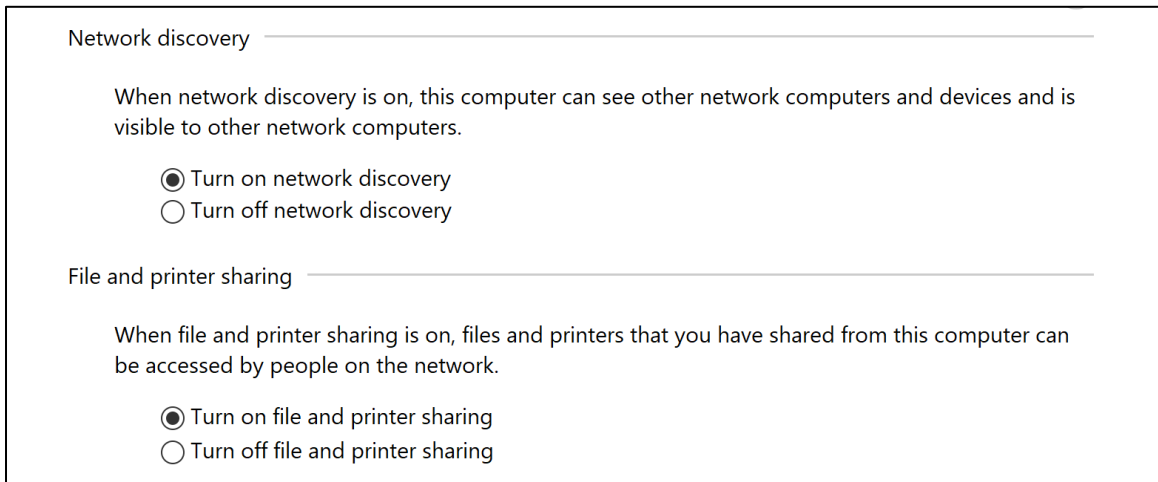 Network discovery
When network discovery is on, this computer can see other network computers and devices and is
visible to other network computers.
Turn on network discovery
Turn off network discovery
File and printer sharing
When file and printer sharing is on, files and printers that you have shared from this computer can
be accessed by people on the network.
Turn on file and printer sharing
Turn off file and printer sharing